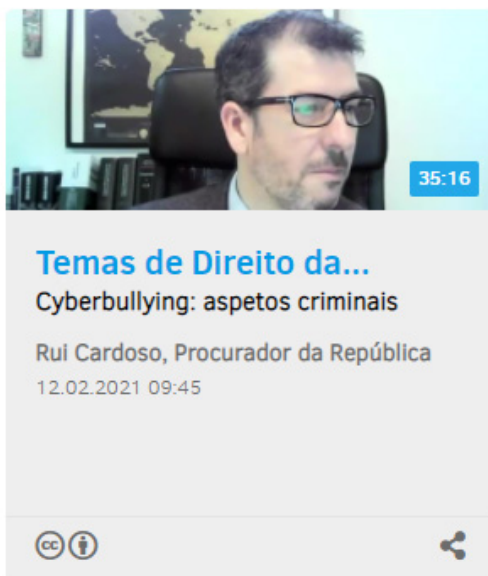 35:16
Temas de Direito da...
Cyberbullying: aspetos criminais
Rui Cardoso, Procurador da República
12.02.2021 09:45
cc